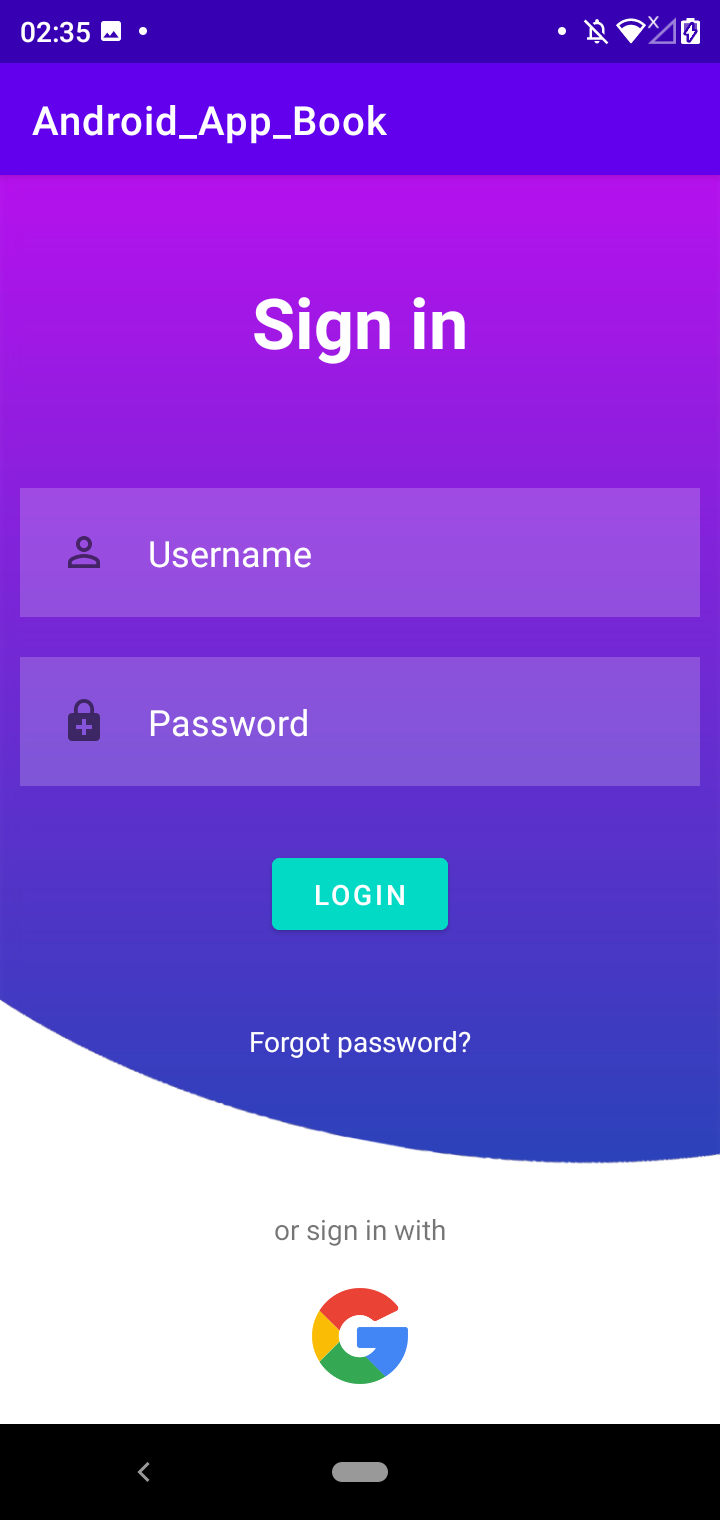 02:35
Android_App_Book
Sign in
Username
Password
LOGIN
Forgot password?
or sign in with